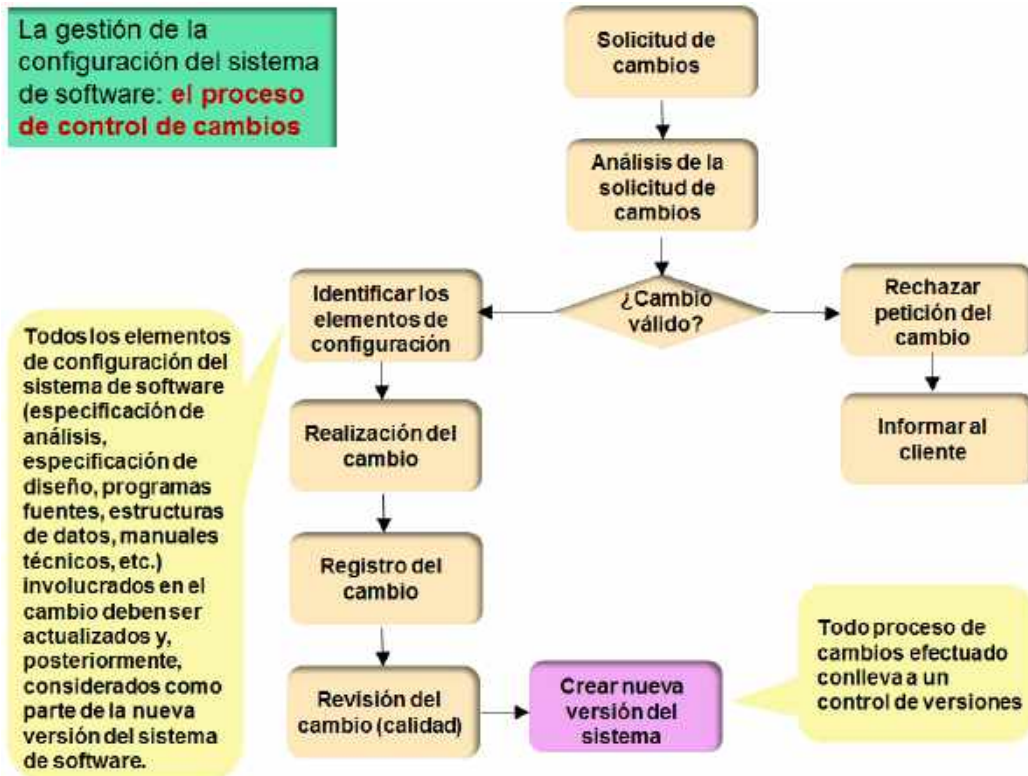 La gestión de la
configuración del sistema
de software: el proceso
de control de cambios
Solicitud de
cambios
Análisis de la
solicitud de
cambios
¿Cambio
válido?
Identificar los
elementos de
configuración
Rechazar
petición del
cambio
Informar al
cliente
Todos los elementos
de configuración del
sistema de software
(especificación de
análisis,
especificación de
diseño, programas
fuentes, estructuras
de datos, manuales
técnicos, etc.)
involucrados en el
cambio deben ser
actualizados y,
posteriormente,
considerados como
parte de la nueva
versión del sistema
de software.
Realización del
cambio
Registro del
cambio
Revisión del
cambio (calidad)
Crear nueva
versión del
sistema
Todo proceso de
cambios efectuado
conlleva a un
control de versiones